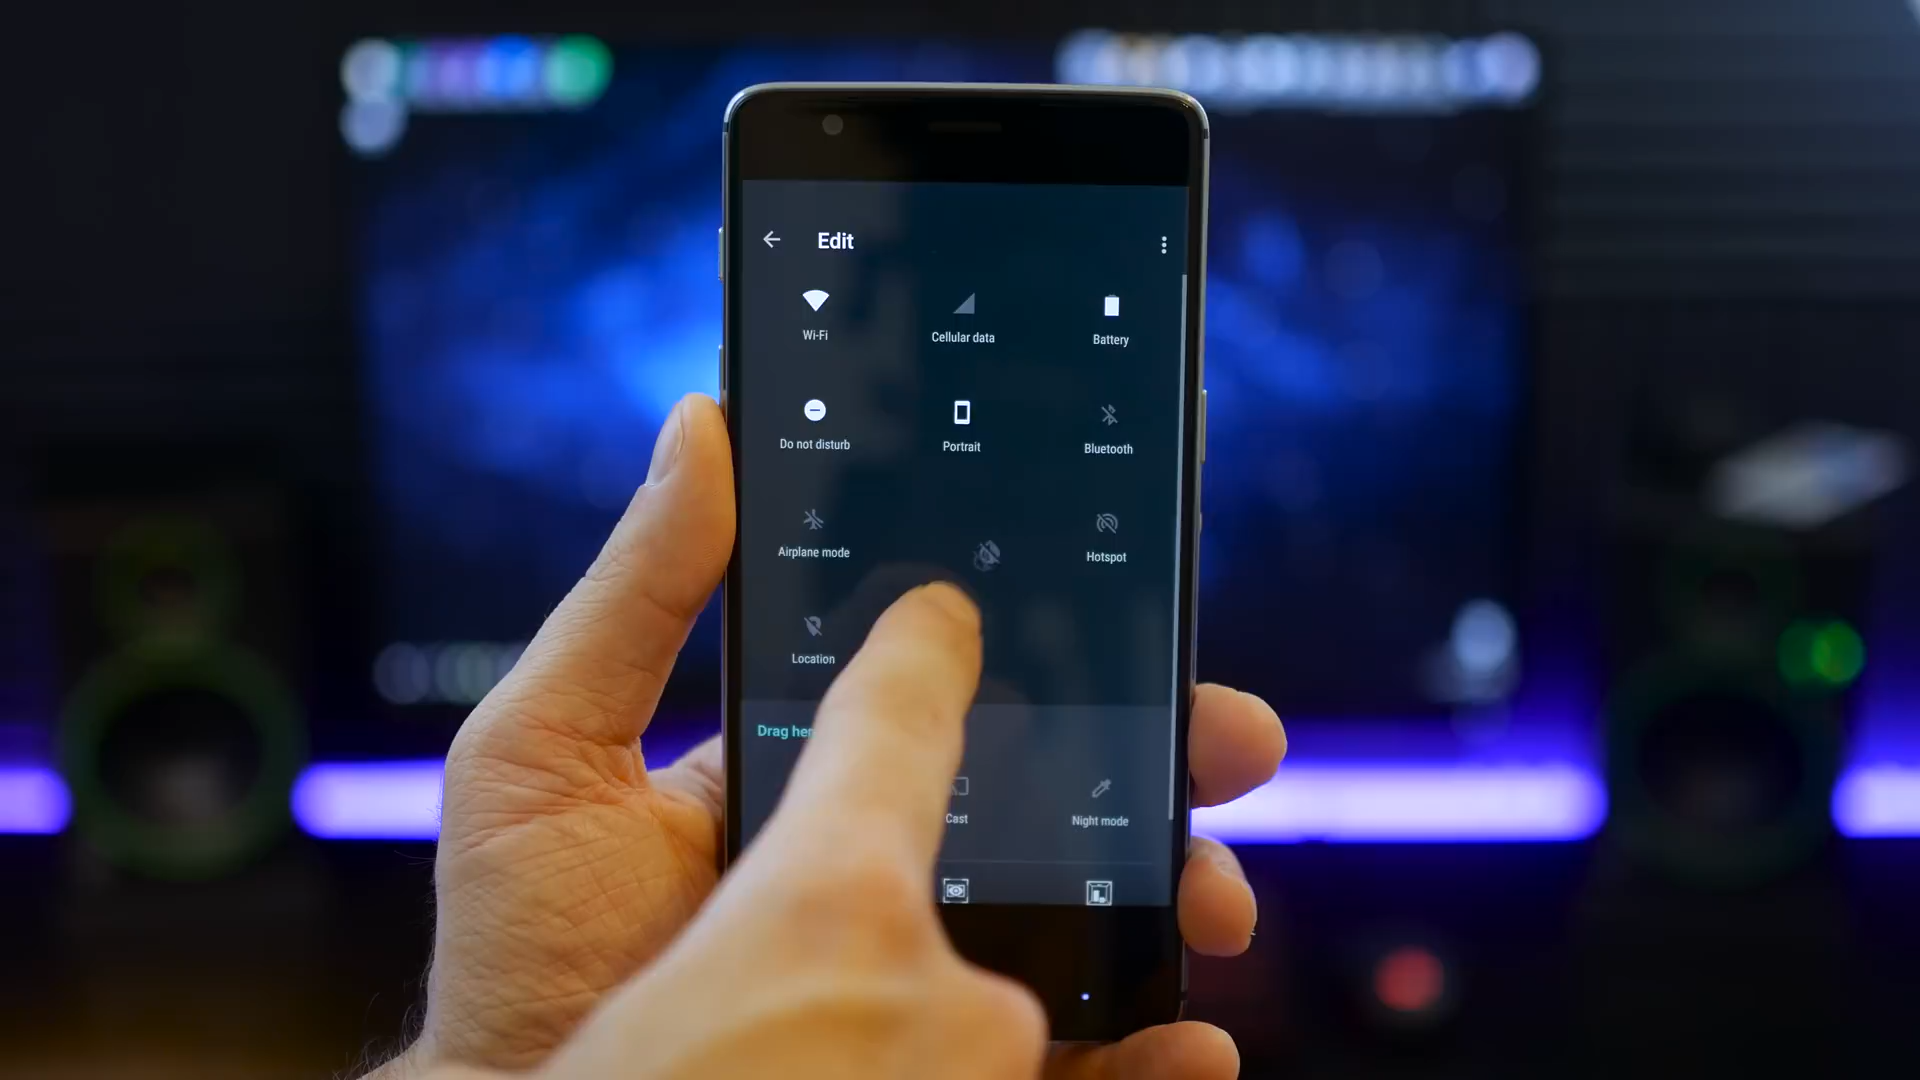 Edit
Wi-Fi
Cellular data
Battery
Do not disturb
Portrait
Bluetooth
Airplane mode
Hotspot
Location
Drag
Cast
Night mode